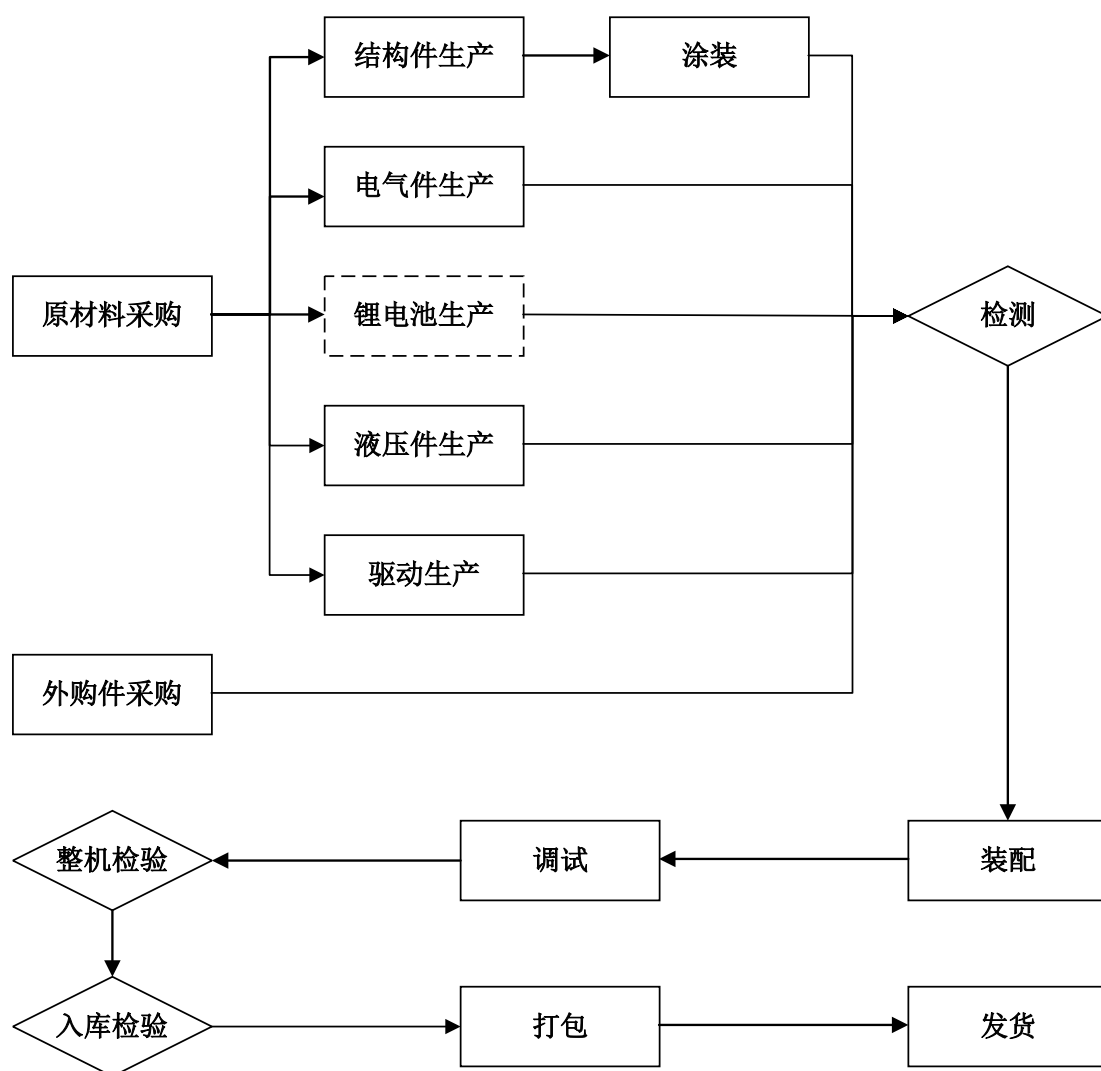 结构件生产
涂装
电气件生产
原材料采购
锂电池生产
检测
液压件生产
驱动生产
外购件采购
整机检验
调试
装配
入库检验
打包
发货